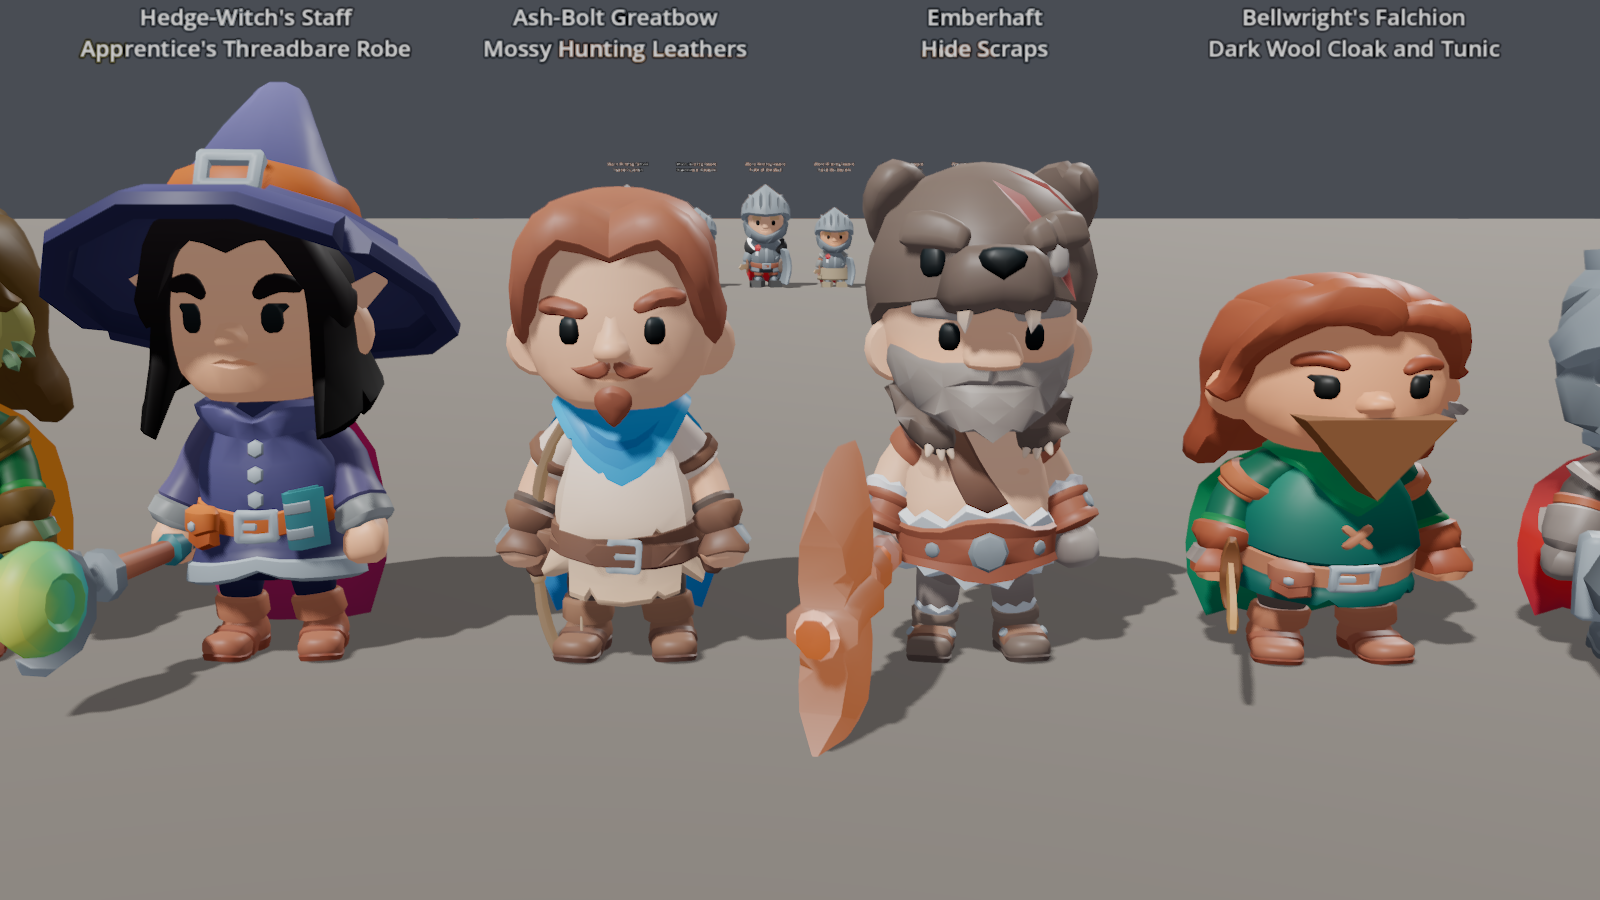 Hedge-Witch's Staff
Apprentice's Threadbare Robe
Ash-Bolt Greatbow
Mossy Hunting Leathers
Emberhaft
Hide Scraps
Bellwright's Falchion
Dark Wool Cloak and Tunic